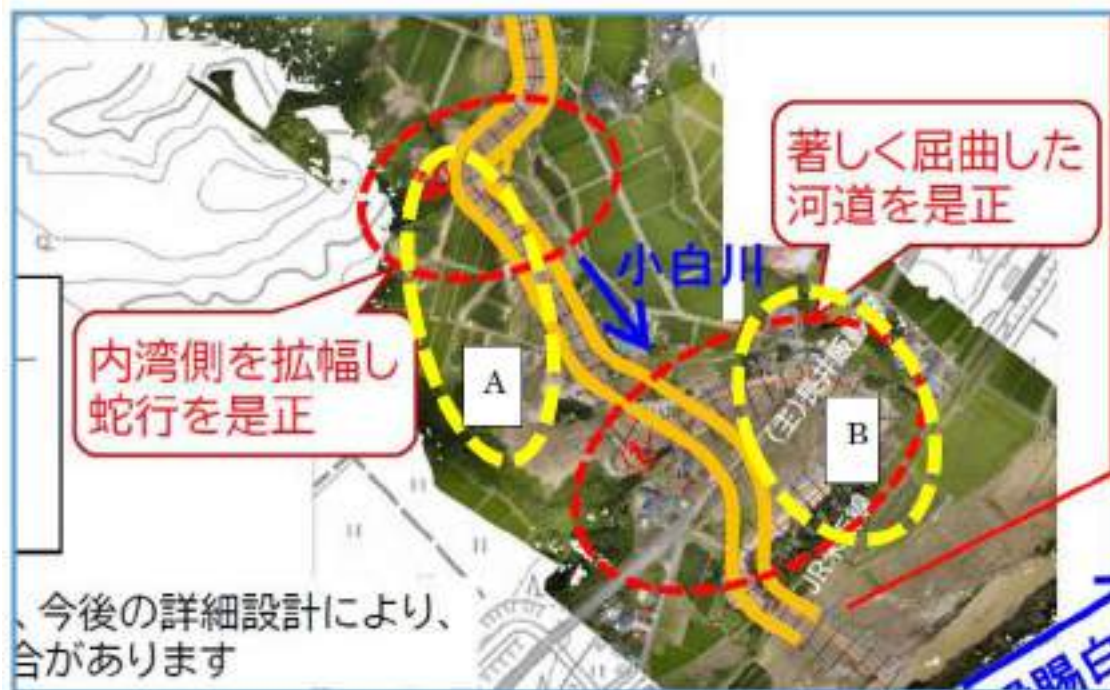 著しく屈曲した
河道を是正
小白川
内湾側を拡幅し
蛇行を是正
A
B
(主)
JR
、今後の詳細設計により、
合があります